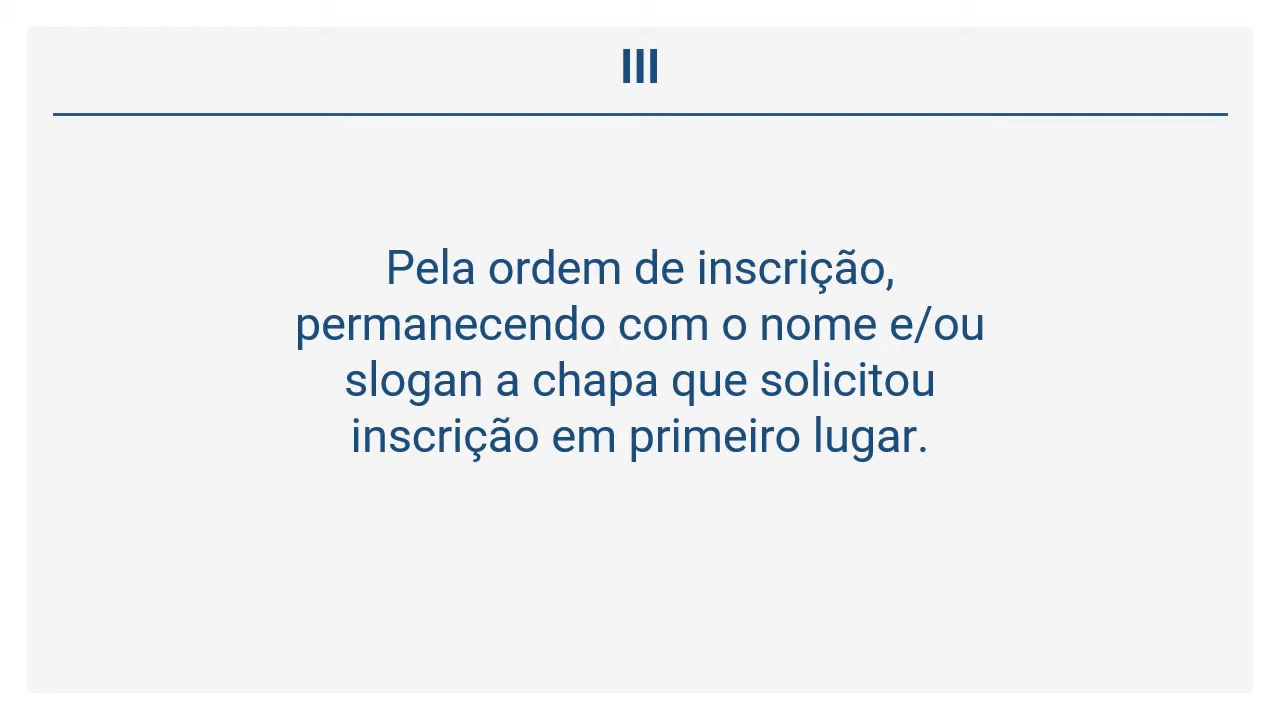 III
Pela ordem de inscrição,
permanecendo com o nome e/ou
slogan a chapa que solicitou
inscrição em primeiro lugar.